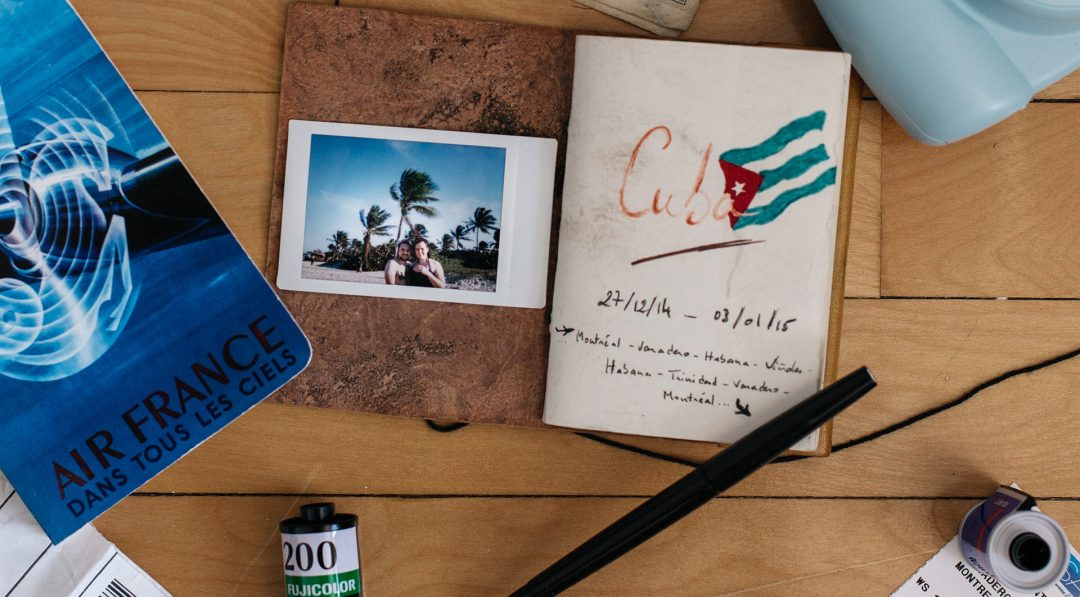 AIR FRANCE
DANS TOUS LES CIELS
Cuba
27/12/14 - 03/01/15
Montréal - Varadero - Habana - Viñales -
Habana - Trinidad - Varadero -
Montréal...
200
FUJICOLOR
MONTRE
WS